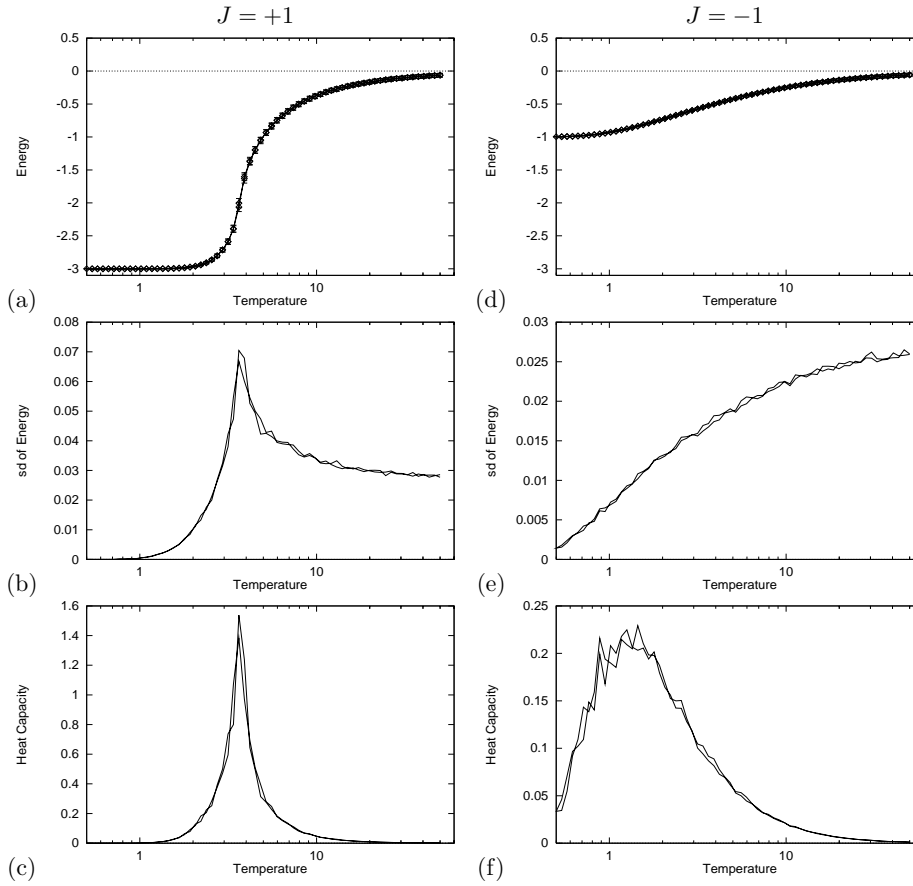 J = +1
J = −1
0.5
0
-0.5
-1
-1.5
-2
-2.5
-3
Energy
1
10
Temperature
(a)
0.5
0
-0.5
-1
-1.5
-2
-2.5
-3
Energy
1
10
Temperature
(d)
0.08
0.07
0.06
0.05
0.04
0.03
0.02
0.01
0
sd of Energy
1
10
Temperature
(b)
0.03
0.025
0.02
0.015
0.01
0.005
0
sd of Energy
1
10
Temperature
(e)
1.6
1.4
1.2
1
0.8
0.6
0.4
0.2
0
Heat Capacity
1
10
Temperature
(c)
0.25
0.2
0.15
0.1
0.05
0
Heat Capacity
1
10
Temperature
(f)